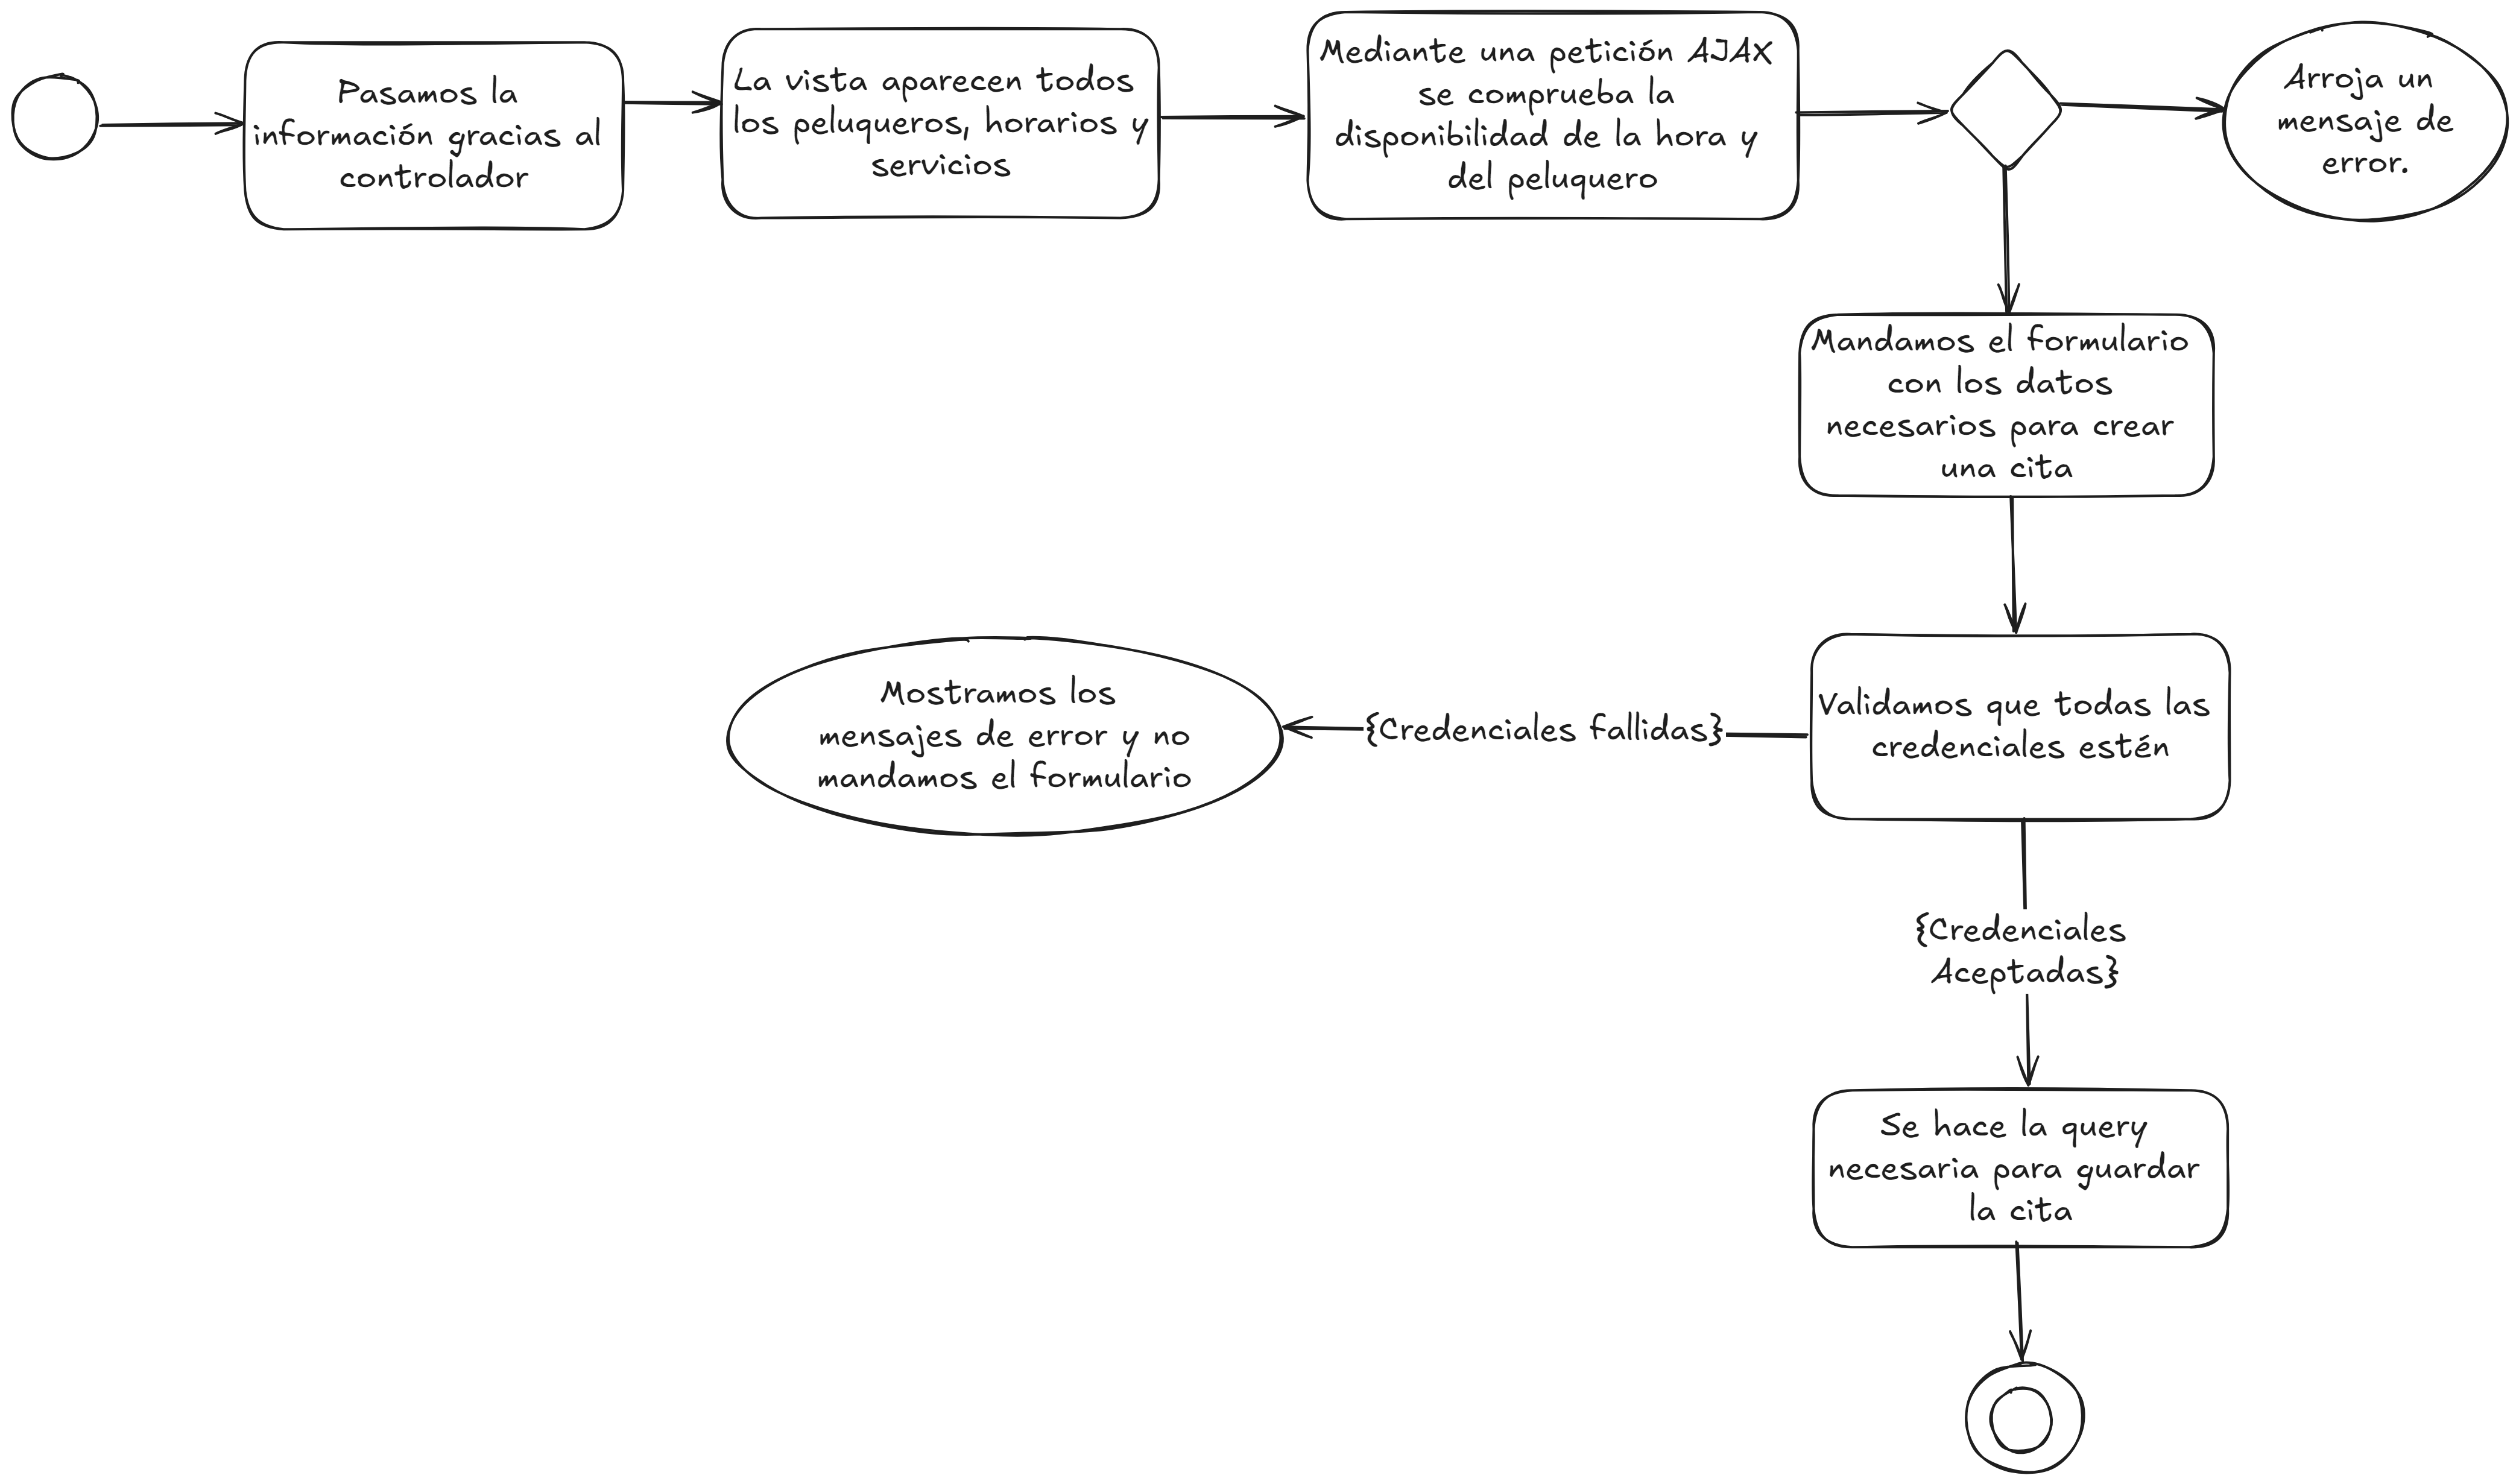 Pasamos la
información gracias al
controlador
La vista aparecen todos
los peluqueros, horarios y
servicios
Mediante una petición AJAX
se comprueba la
disponibilidad de la hora y
del peluquero
Arroja un
mensaje de
error.
Mandamos el formulario
con los datos
necesarios para crear
una cita
Validamos que todas las
credenciales estén
{Credenciales fallidas}
Mostramos los
mensajes de error y no
mandamos el formulario
{Credenciales
Aceptadas}
Se hace la query
necesaria para guardar
la cita